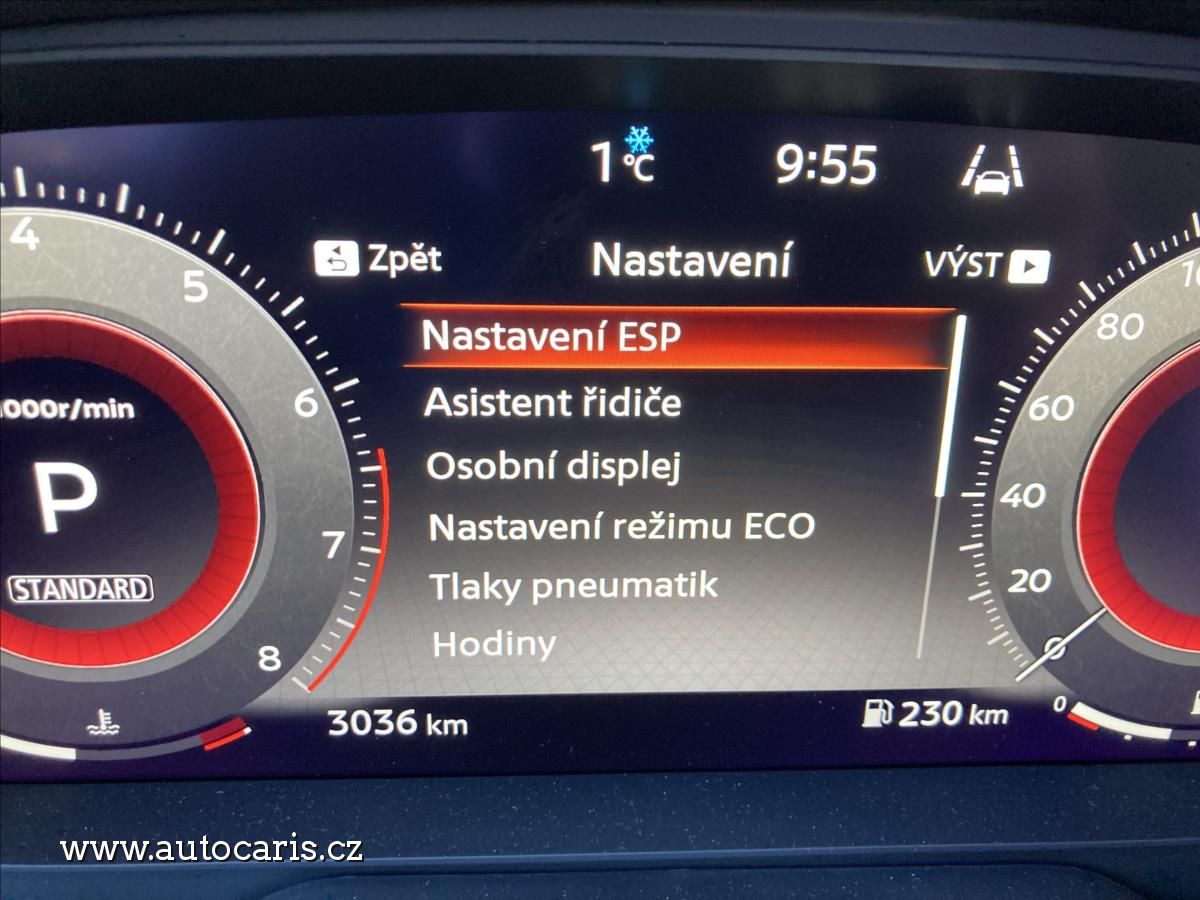 1 °C 9:55
Zpět Nastavení VÝST
Nastavení ESP
Asistent řidiče
Osobní displej
Nastavení režimu ECO
Tlaky pneumatik
Hodiny
4
5
6
7
8
000r/min
P
STANDARD
80
60
40
20
0
3036 km
230 km
0
www.autocaris.cz